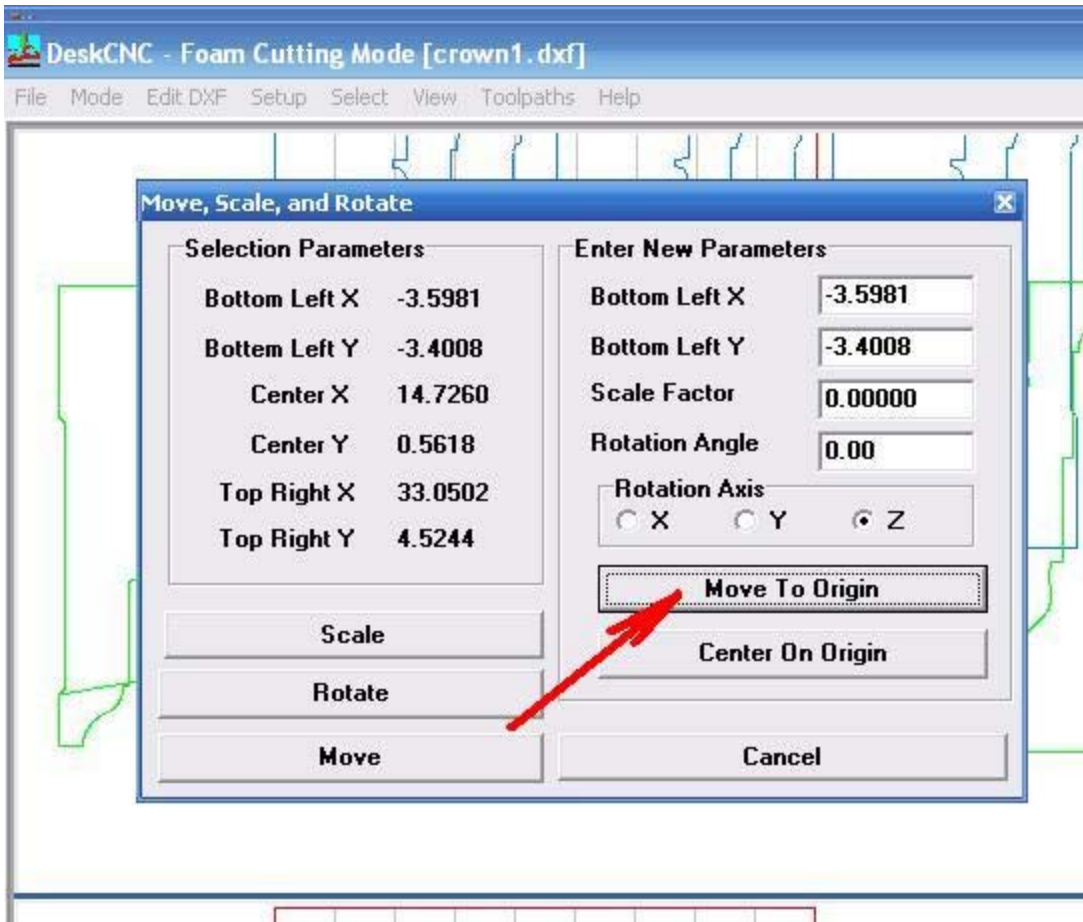 DeskCNC - Foam Cutting Mode [crown1.dxf]
File Mode Edit DXF Setup Select View Toolpaths Help
Move, Scale, and Rotate
Selection Parameters
Bottom Left X -3.5981
Bottem Left Y -3.4008
Center X 14.7260
Center Y 0.5618
Top Right X 33.0502
Top Right Y 4.5244
Scale
Rotate
Move
Enter New Parameters
Bottom Left X -3.5981
Bottom Left Y -3.4008
Scale Factor 0.00000
Rotation Angle 0.00
Rotation Axis
X Y Z
Move To Origin
Center On Origin
Cancel